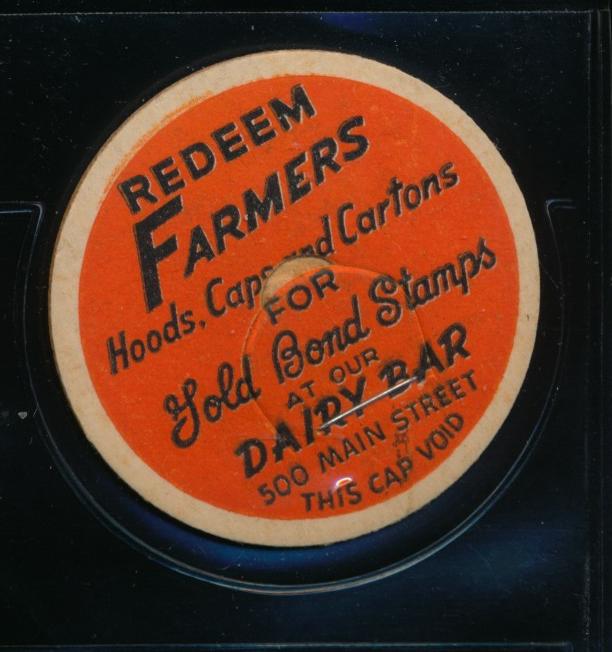 REDEEM
FARMERS
Hoods, Caps and Cartons
FOR
Gold Bond Stamps
AT OUR
DAIRY BAR
500 MAIN STREET
THIS CAP VOID